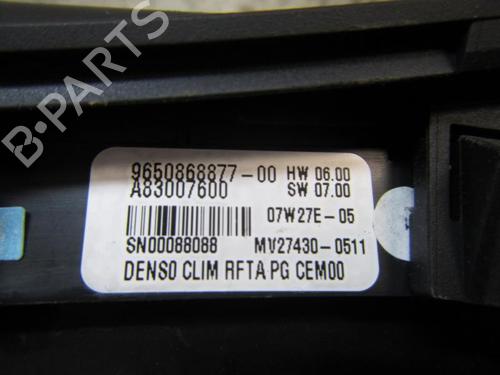 9650868877-00 HW 06.00
A83007600 SW 07.00
07W27E-05
SN00088088 MV27430-0511
DENSO CLIM RFTA PG CEM00
B-PARTS